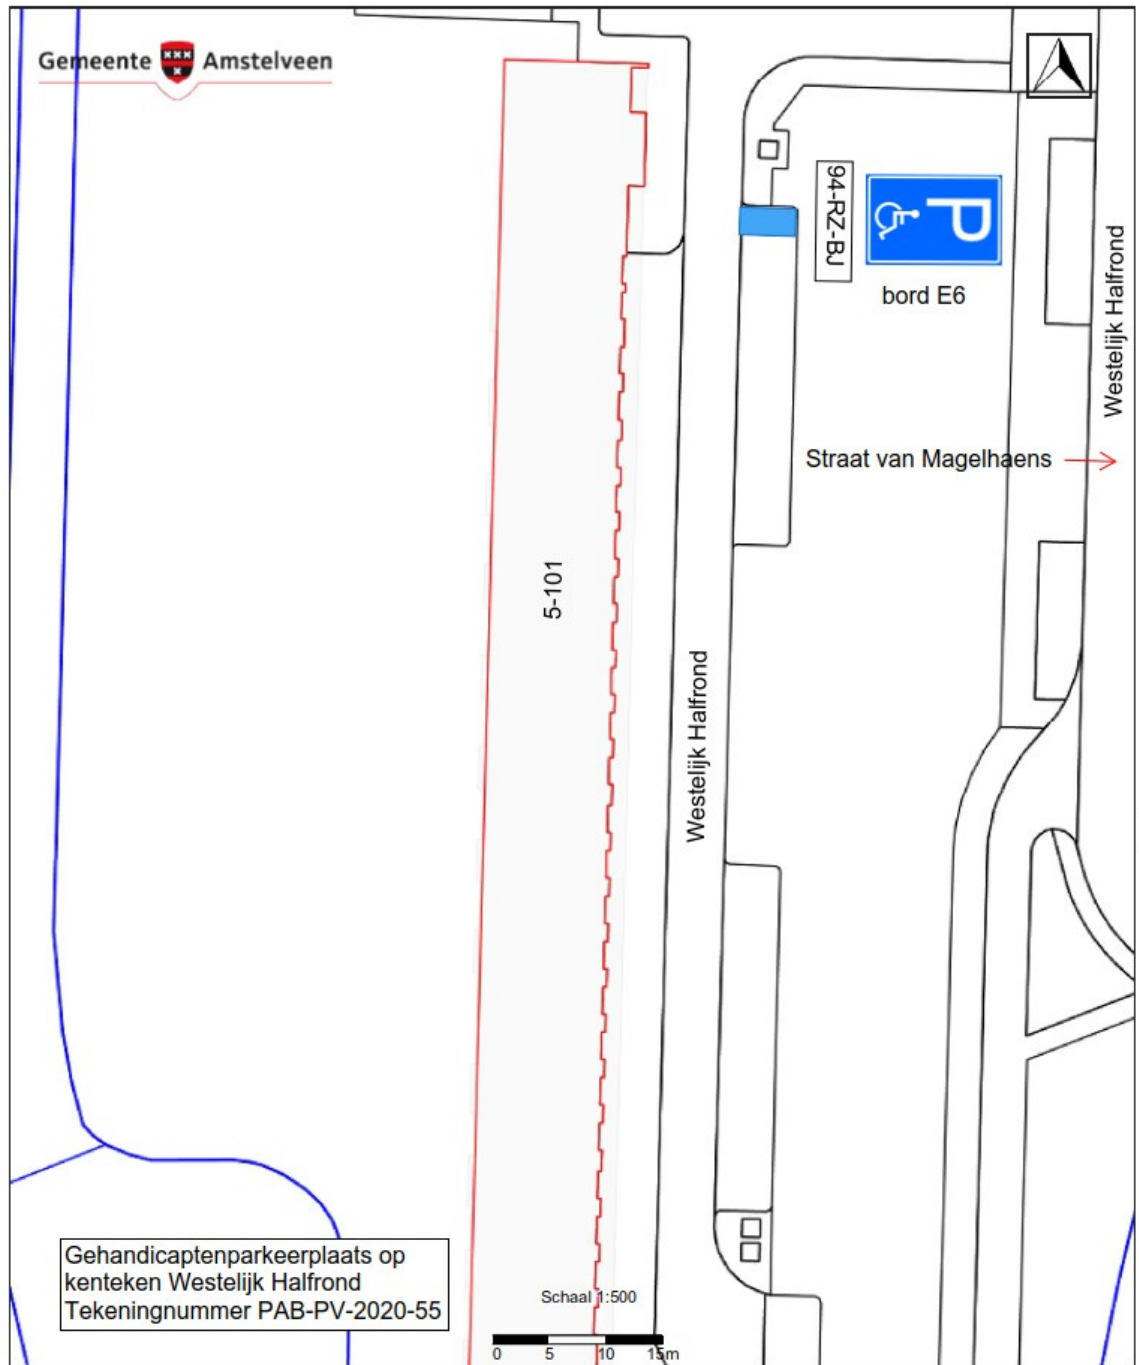 Gemeente Amstelveen
94-RZ-BJ
P
bord E6
Westelijk Halfrond
Straat van Magelhaens
5-101
Westelijk Halfrond
Gehandicaptenparkeerplaats op
kenteken Westelijk Halfrond
Tekeningnummer PAB-PV-2020-55
Schaal 1:500
0 5 10 15m